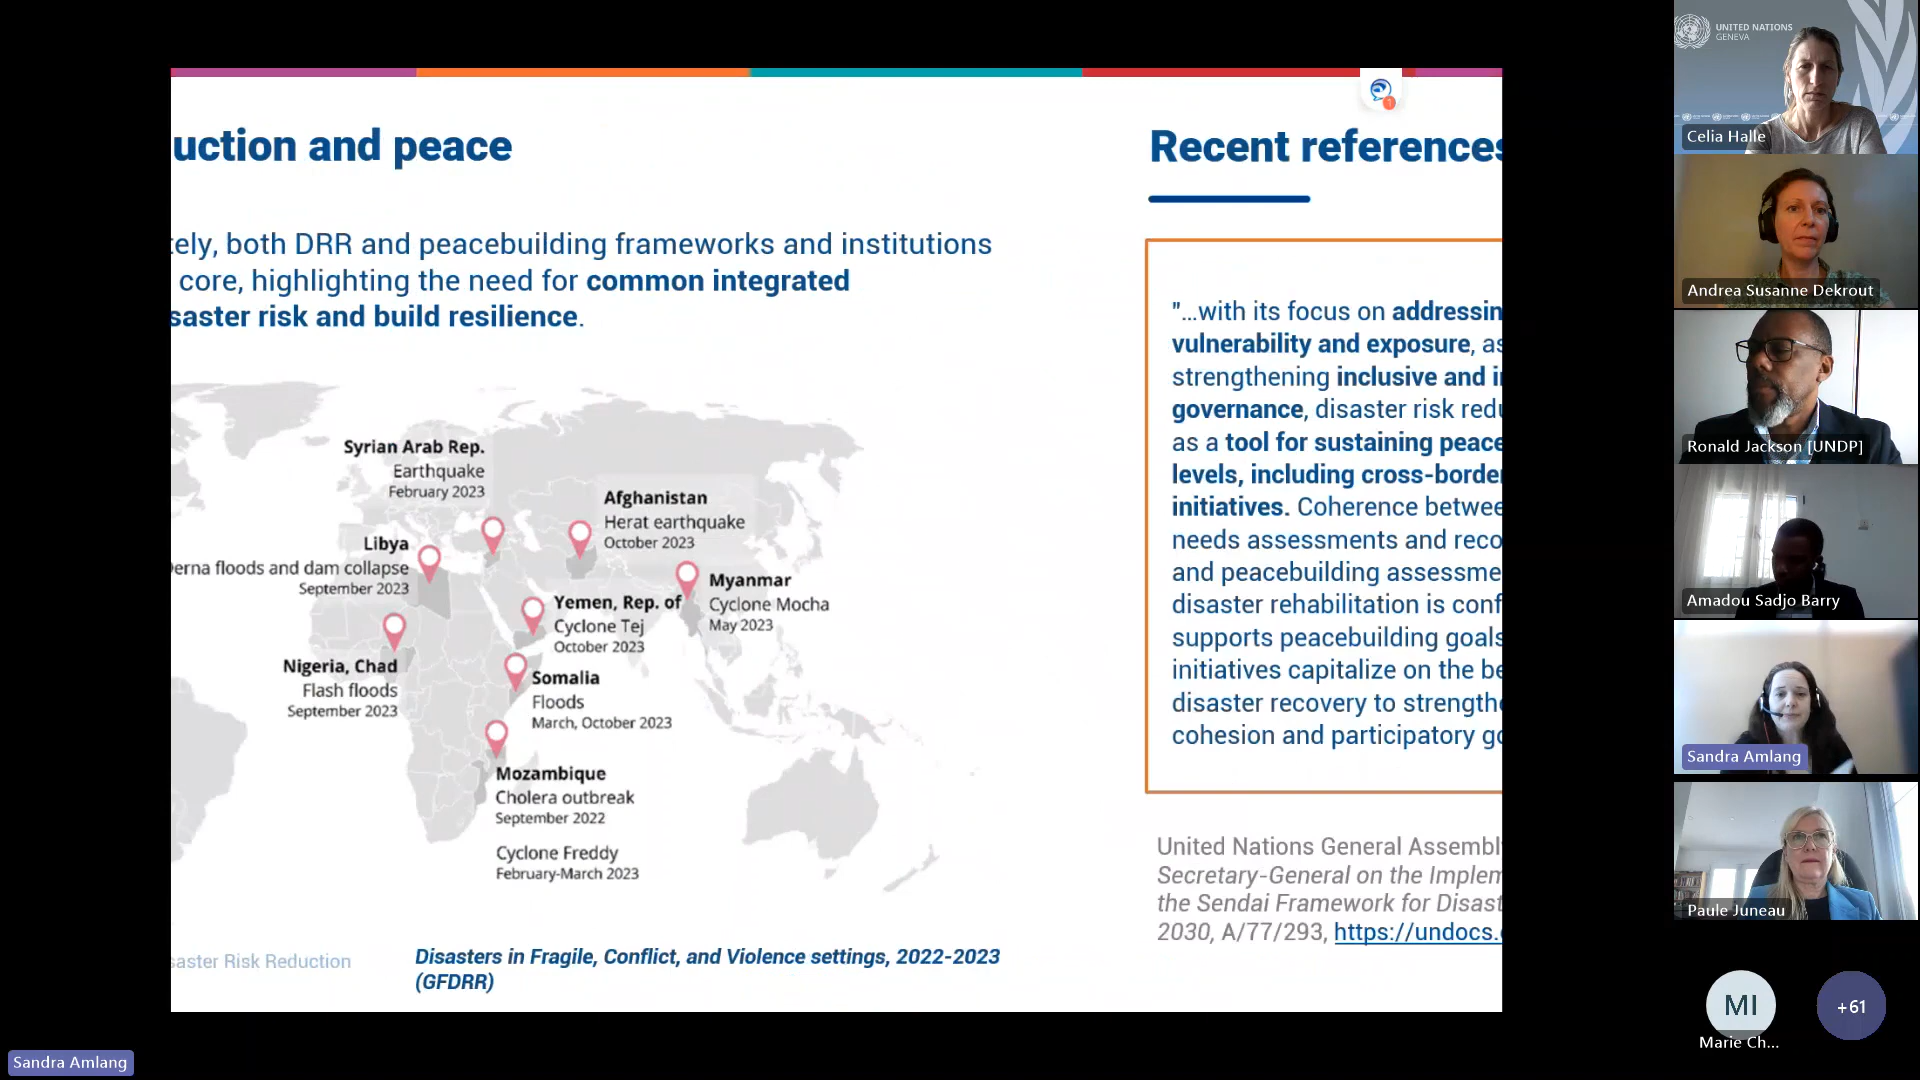 uction and peace
tely, both DRR and peacebuilding frameworks and institutions
core, highlighting the need for common integrated
saster risk and build resilience.
Syrian Arab Rep.
Earthquake
February 2023
Afghanistan
Herat earthquake
October 2023
Libya
Derna floods and dam collapse
September 2023
Myanmar
Cyclone Mocha
May 2023
Yemen, Rep. of
Cyclone Tej
October 2023
Nigeria, Chad
Flash floods
September 2023
Somalia
Floods
March, October 2023
Mozambique
Cholera outbreak
September 2022
Cyclone Freddy
February-March 2023
saster Risk Reduction
Disasters in Fragile, Conflict, and Violence settings, 2022-2023
(GFDRR)
1
Recent references
"...with its focus on addressin
vulnerability and exposure, as
strengthening inclusive and i
governance, disaster risk redu
as a tool for sustaining peace
levels, including cross-border
initiatives. Coherence betwee
needs assessments and reco
and peacebuilding assessme
disaster rehabilitation is conf
supports peacebuilding goals
initiatives capitalize on the be
disaster recovery to strengthe
cohesion and participatory go
United Nations General Assembl
Secretary-General on the Implem
the Sendai Framework for Disast
2030, A/77/293, https://undocs.
UNITED NATIONS
GENEVA
Celia Halle
Andrea Susanne Dekrout
Ronald Jackson [UNDP]
Amadou Sadjo Barry
Sandra Amlang
Paule Juneau
MI
Marie Ch...
+61
Sandra Amlang